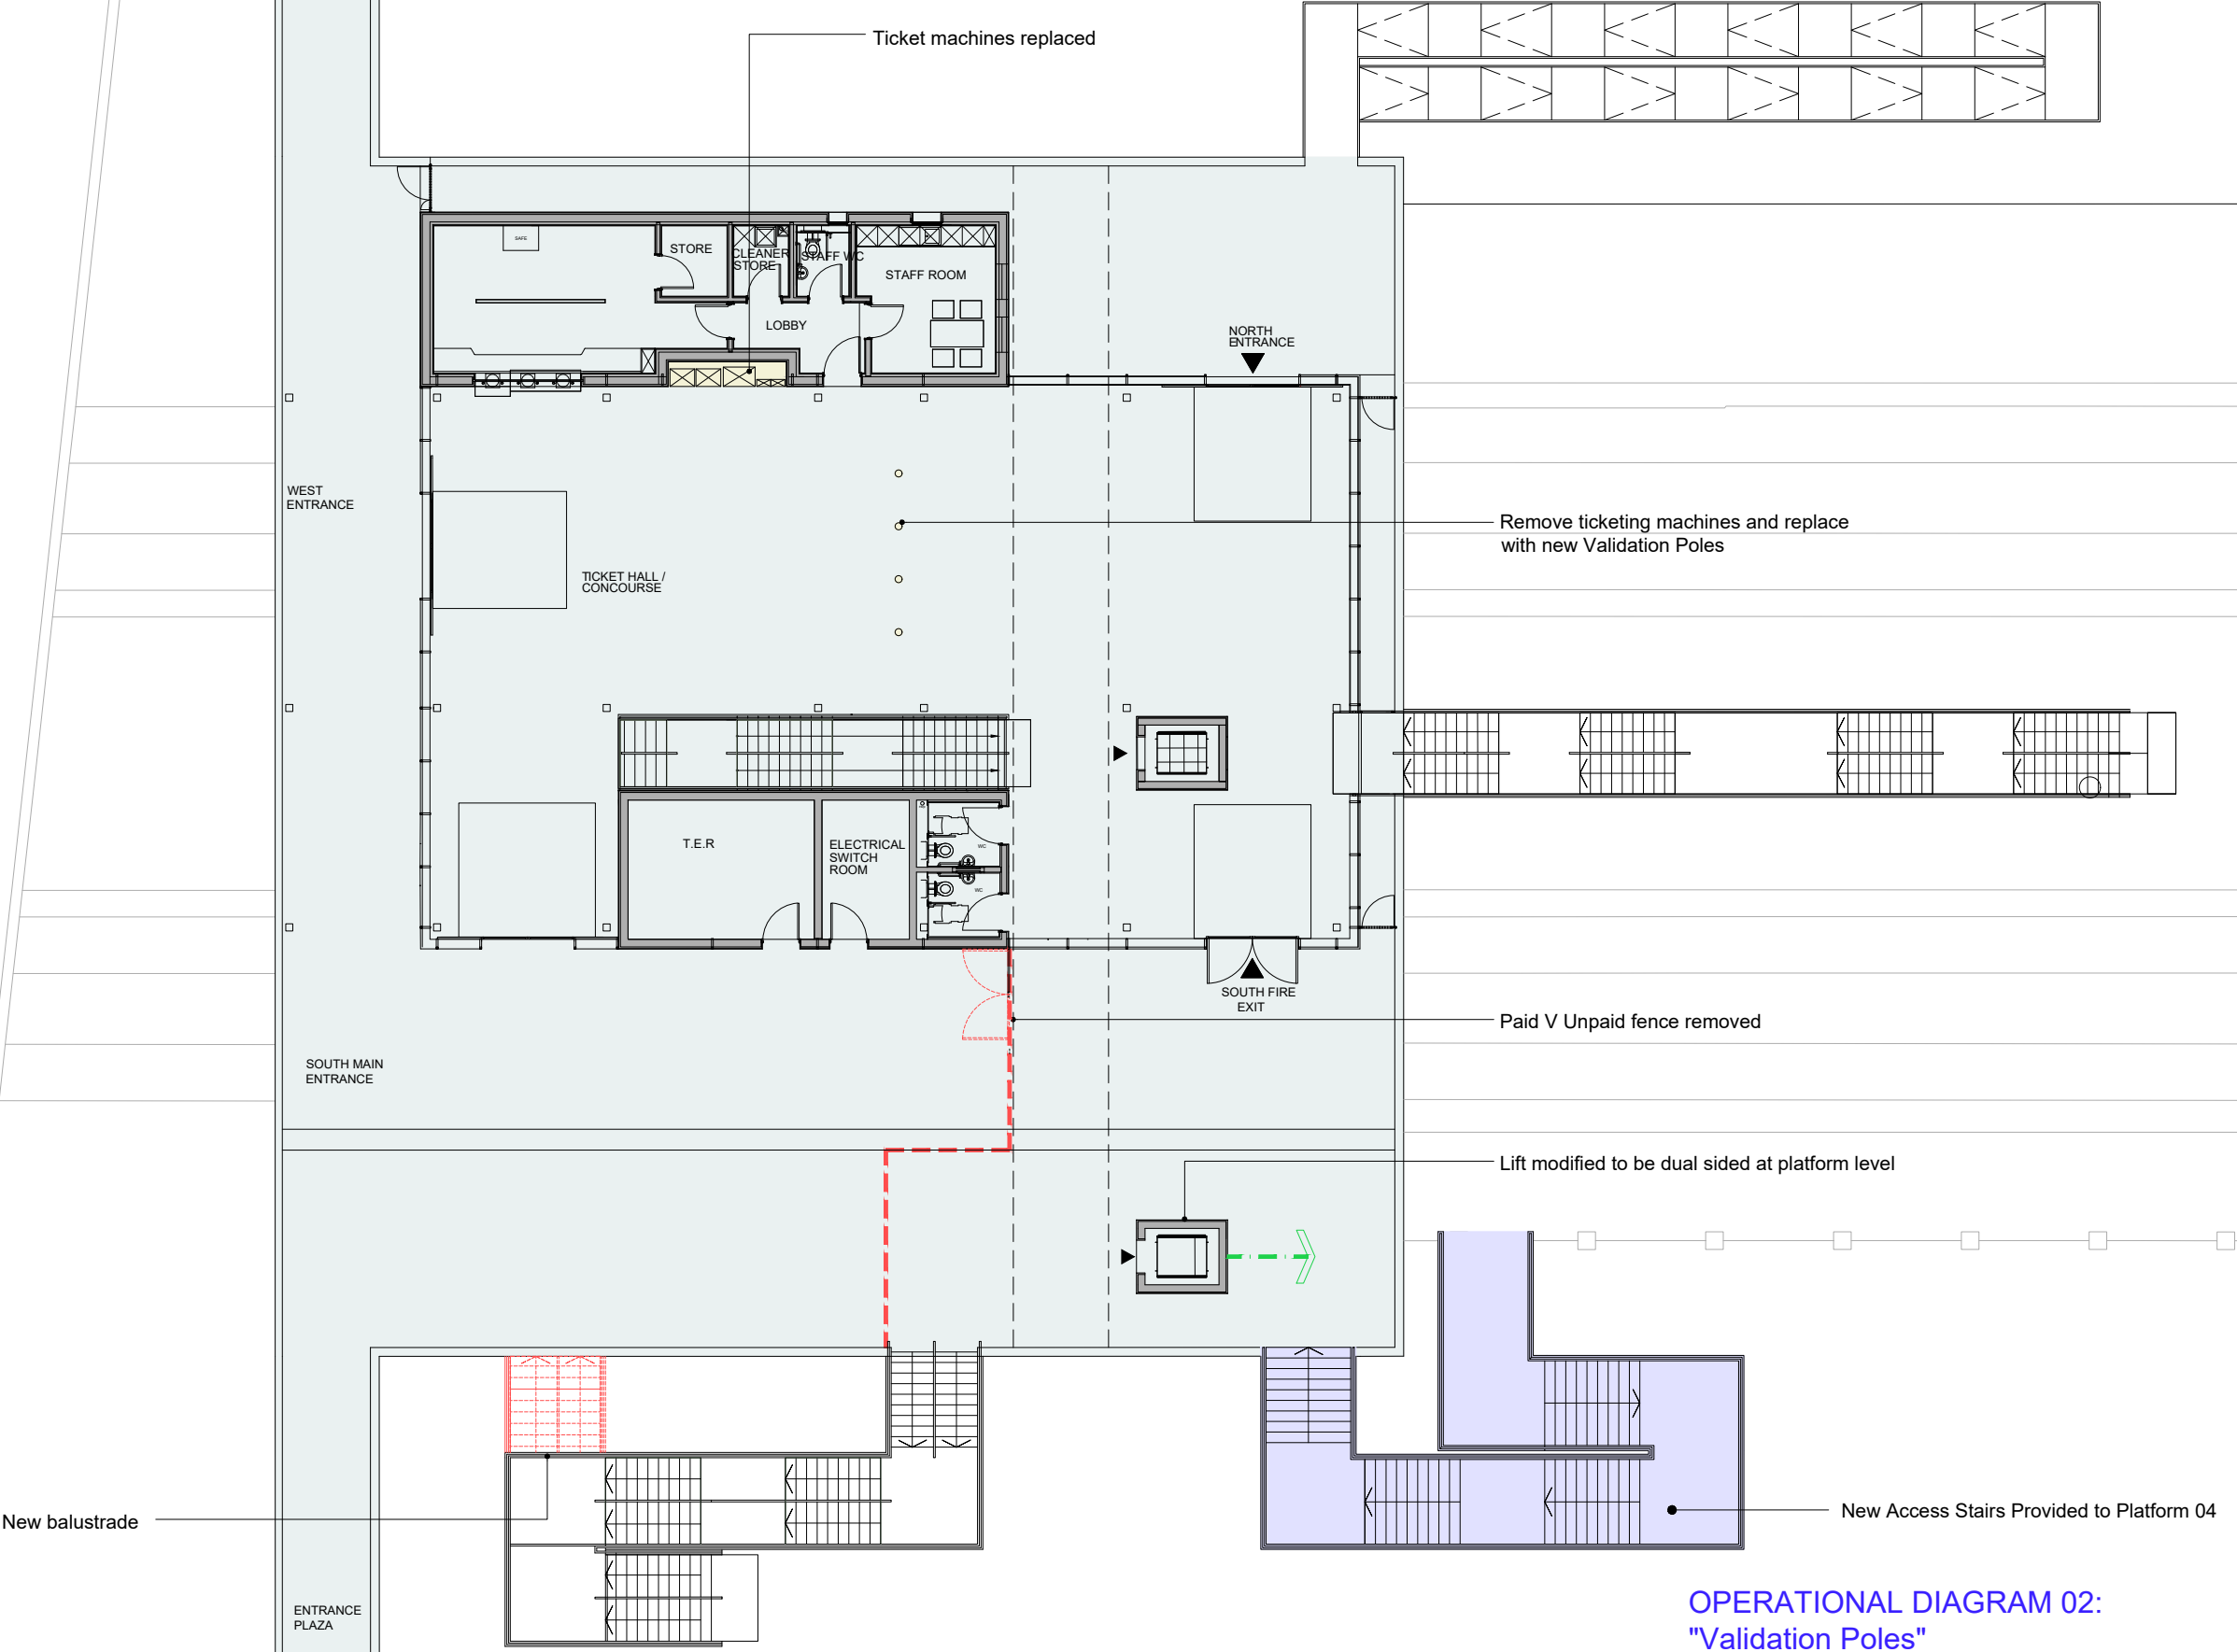 Ticket machines replaced
SAFE
STORE
CLEANER
STORE
STAFF WC
STAFF ROOM
LOBBY
NORTH
ENTRANCE
WEST
ENTRANCE
Remove ticketing machines and replace
with new Validation Poles
TICKET HALL /
CONCOURSE
T.E.R
ELECTRICAL
SWITCH
ROOM
WC
WC
SOUTH FIRE
EXIT
Paid V Unpaid fence removed
SOUTH MAIN
ENTRANCE
Lift modified to be dual sided at platform level
New balustrade
New Access Stairs Provided to Platform 04
ENTRANCE
PLAZA
OPERATIONAL DIAGRAM 02:
"Validation Poles"